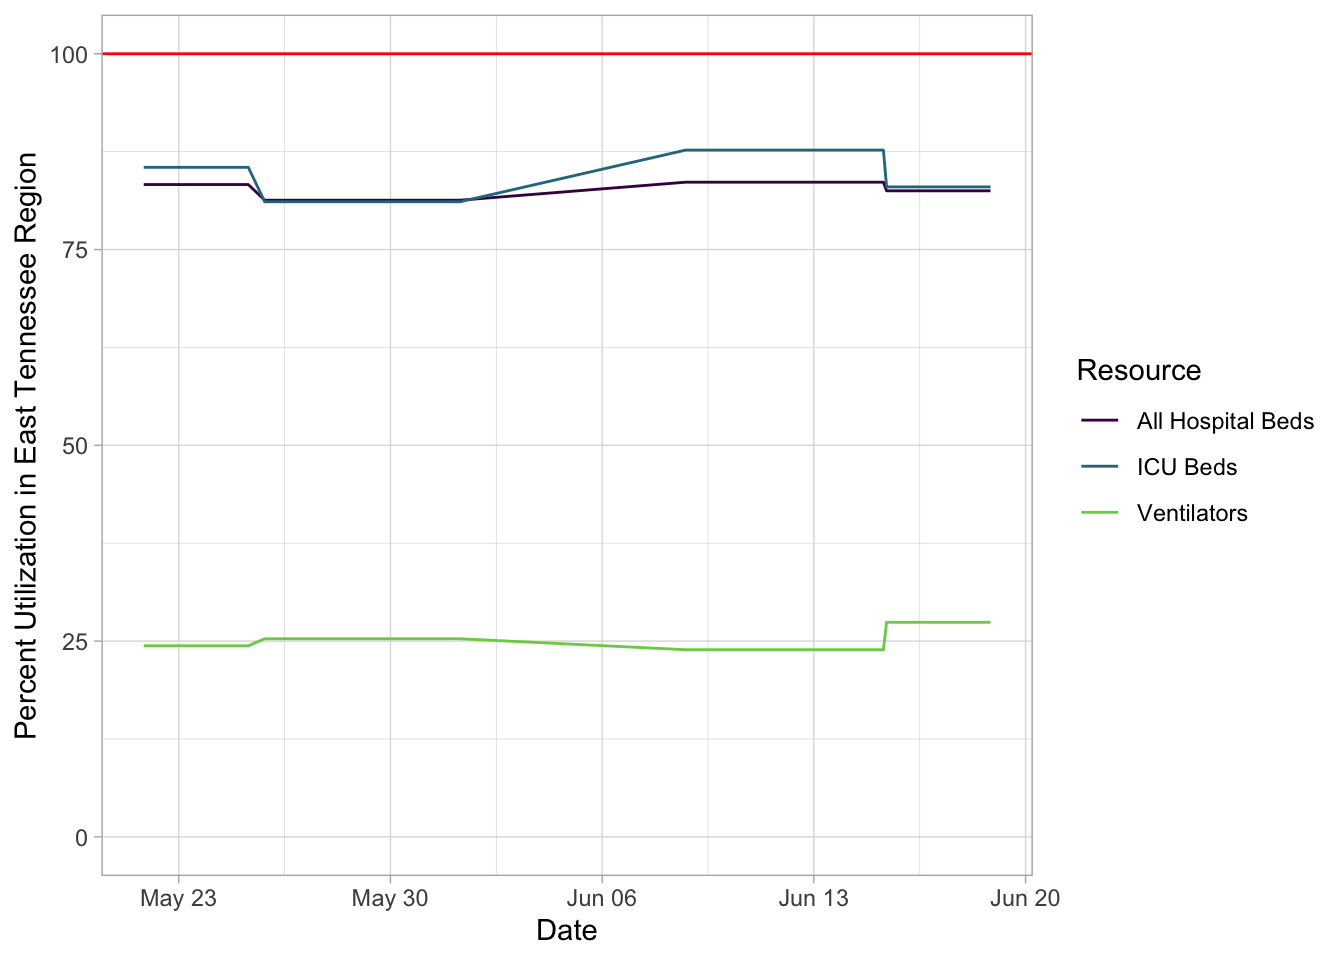 100
75
50
25
0
Percent Utilization in East Tennessee Region
May 23
May 30
Jun 06
Jun 13
Jun 20
Date
Resource
All Hospital Beds
ICU Beds
Ventilators